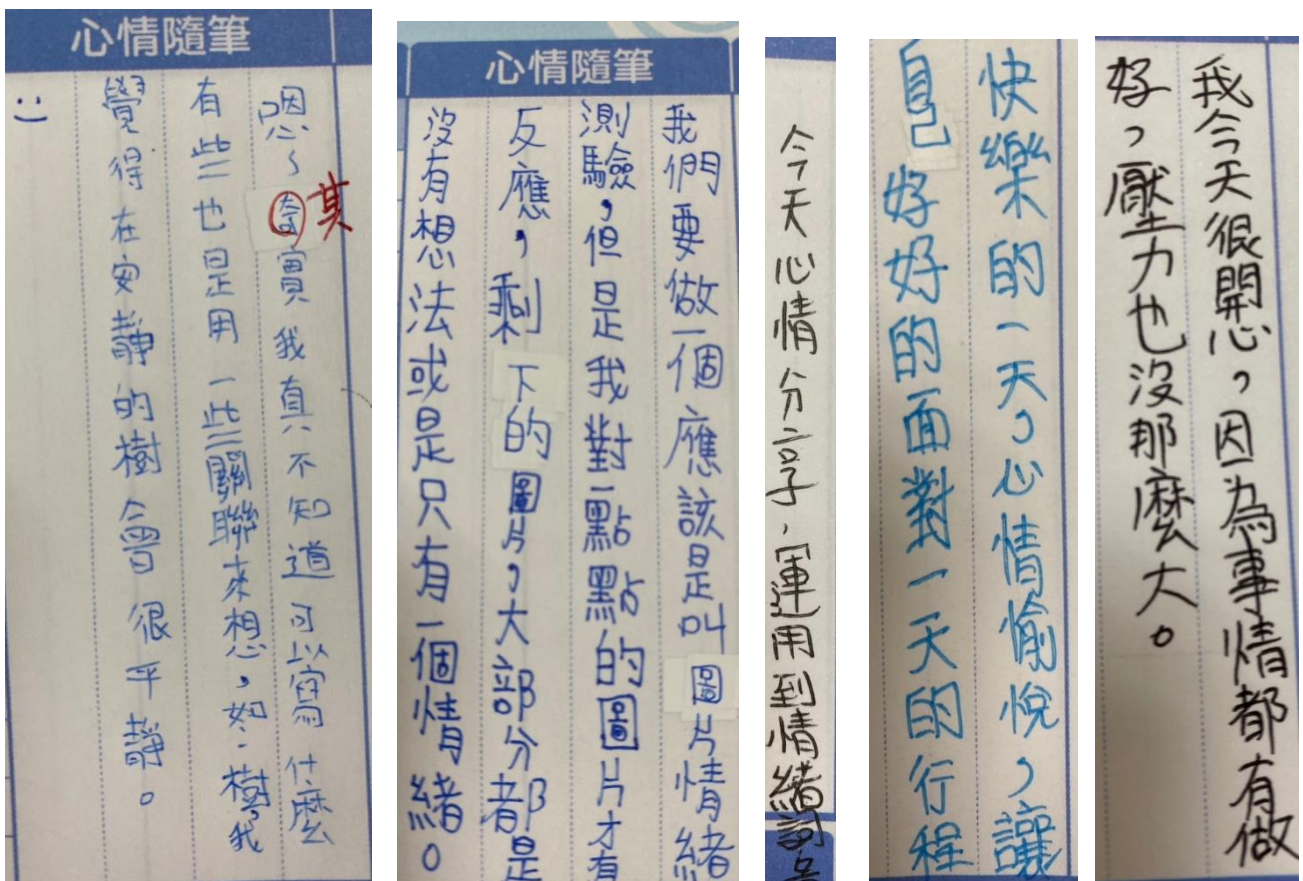 心情隨筆
嗯~奇實我真不知道可以寫什麼
其
有些也是用一些關聯來想，如:樹，我
覺得在安靜的樹會很平靜。
:)
心情隨筆
我們要做一個應該是叫圖片情緒
測驗，但是我對一點點的圖片才有
反應，剩下的圖片，大部分都是
沒有想法或是只有一個情緒。
今天心情分享，運用到情緒詞
快樂的一天，心情愉悅，讓
自己好好的面對一天的行程
我今天很開心，因為事情都有做
好，壓力也沒那麼大。